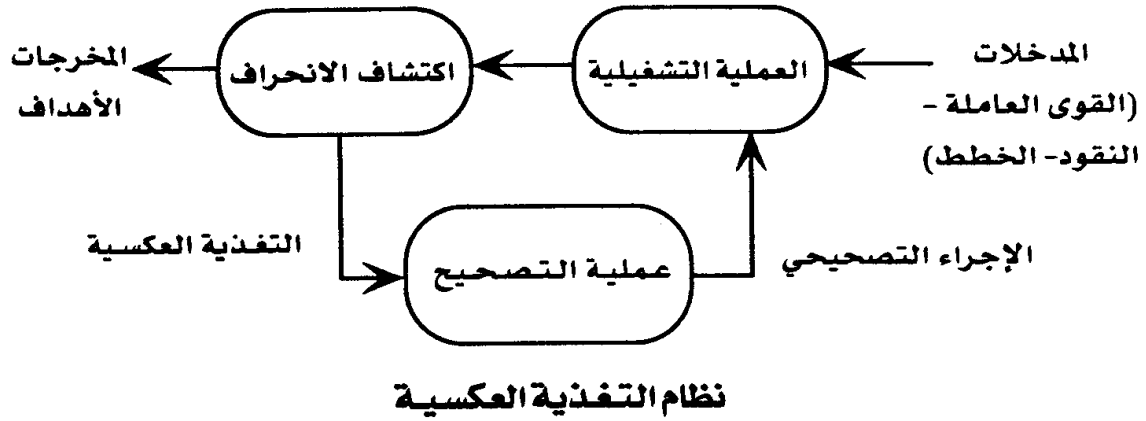 المدخلات
(القوى العاملة -
النقود- الخطط)
العملية التشغيلية
اكتشاف الانحراف
المخرجات
الأهداف
التغذية العكسية
عملية التصحيح
الإجراء التصحيحي
نظام التغذية العكسية